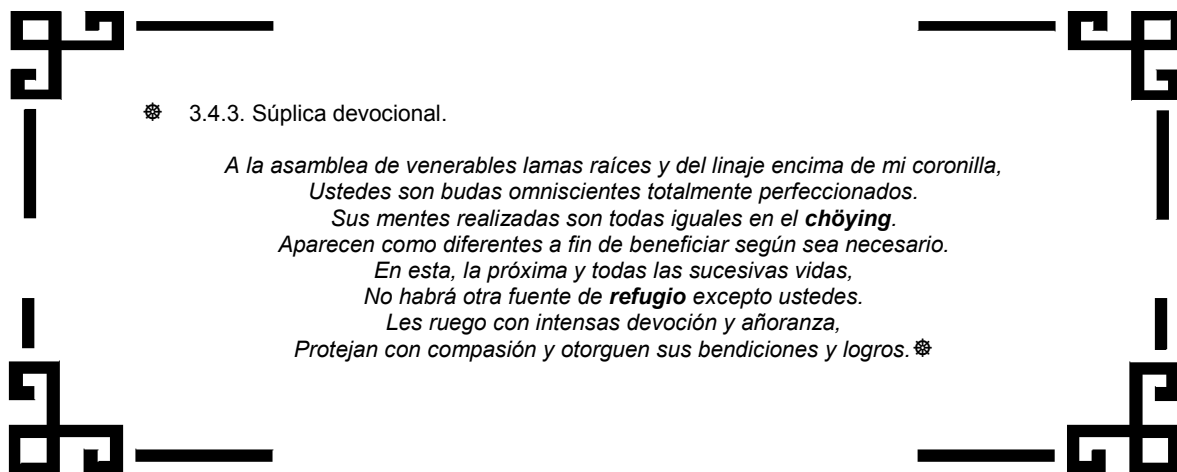 ☸ 3.4.3. Súplica devocional.
A la asamblea de venerables lamas raíces y del linaje encima de mi coronilla,
Ustedes son budas omniscientes totalmente perfeccionados.
Sus mentes realizadas son todas iguales en el chöying.
Aparecen como diferentes a fin de beneficiar según sea necesario.
En esta, la próxima y todas las sucesivas vidas,
No habrá otra fuente de refugio excepto ustedes.
Les ruego con intensas devoción y añoranza,
Protejan con compasión y otorguen sus bendiciones y logros.☸